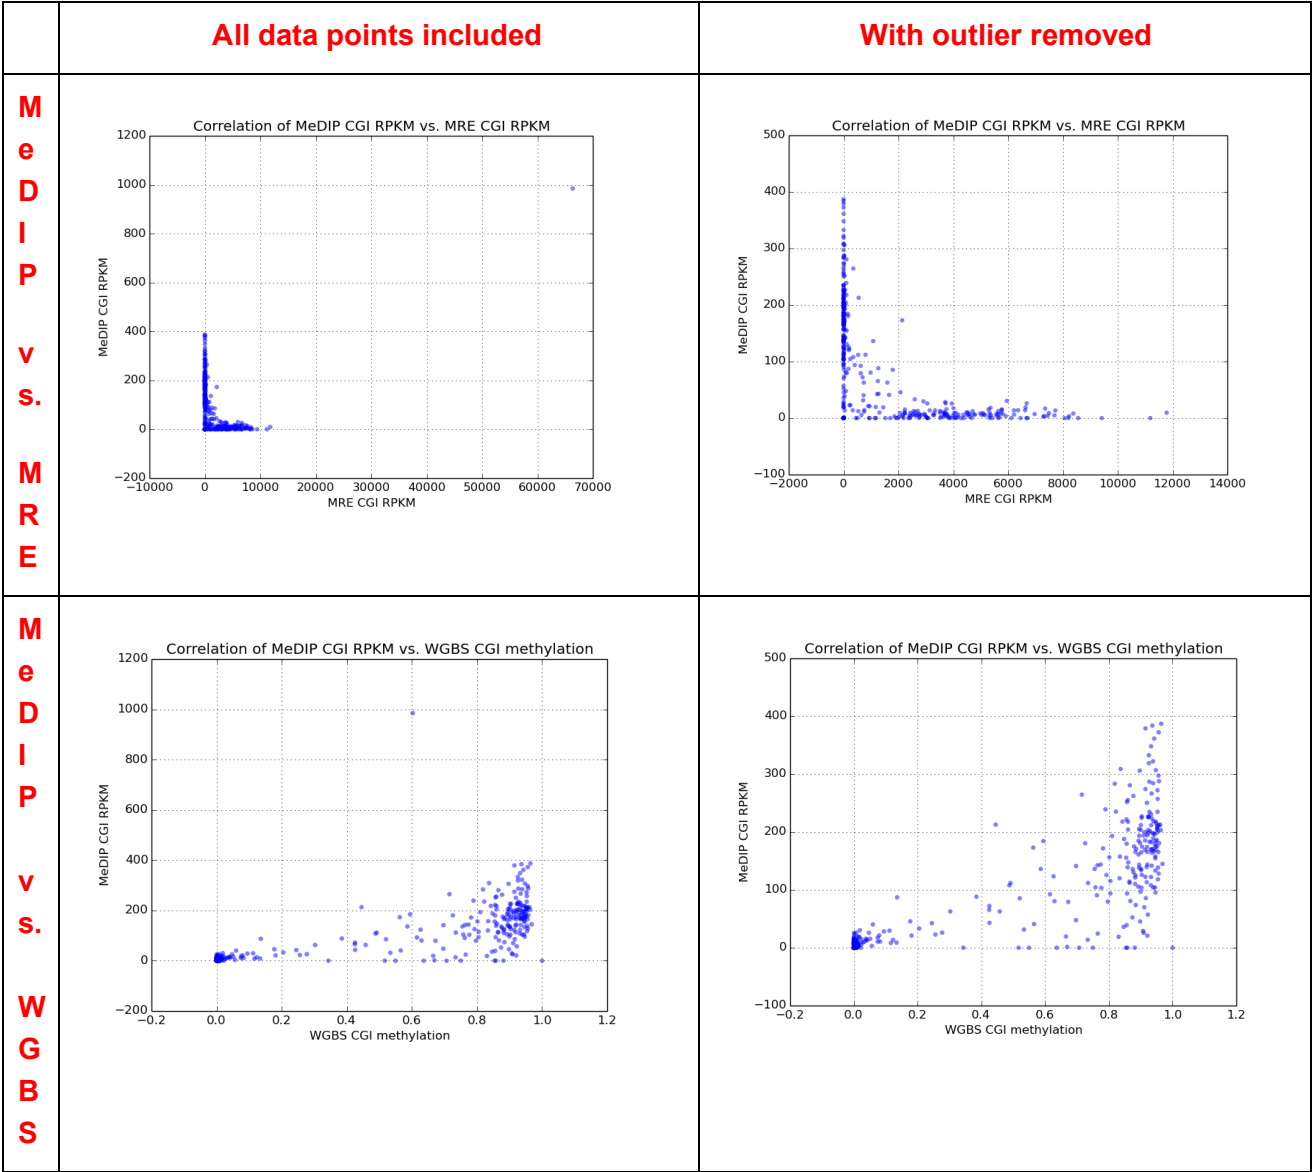 All data points included
With outlier removed
M
e
D
I
P
v
s.
M
R
E
Correlation of MeDIP CGI RPKM vs. MRE CGI RPKM
1200
1000
800
600
400
200
0
−200
MeDIP CGI RPKM
−10000 0 10000 20000 30000 40000 50000 60000 70000
MRE CGI RPKM
Correlation of MeDIP CGI RPKM vs. MRE CGI RPKM
500
400
300
200
100
0
−100
MeDIP CGI RPKM
−2000 0 2000 4000 6000 8000 10000 12000 14000
MRE CGI RPKM
M
e
D
I
P
v
s.
W
G
B
S
Correlation of MeDIP CGI RPKM vs. WGBS CGI methylation
1200
1000
800
600
400
200
0
−200
MeDIP CGI RPKM
−0.2 0.0 0.2 0.4 0.6 0.8 1.0 1.2
WGBS CGI methylation
Correlation of MeDIP CGI RPKM vs. WGBS CGI methylation
500
400
300
200
100
0
−100
MeDIP CGI RPKM
−0.2 0.0 0.2 0.4 0.6 0.8 1.0 1.2
WGBS CGI methylation